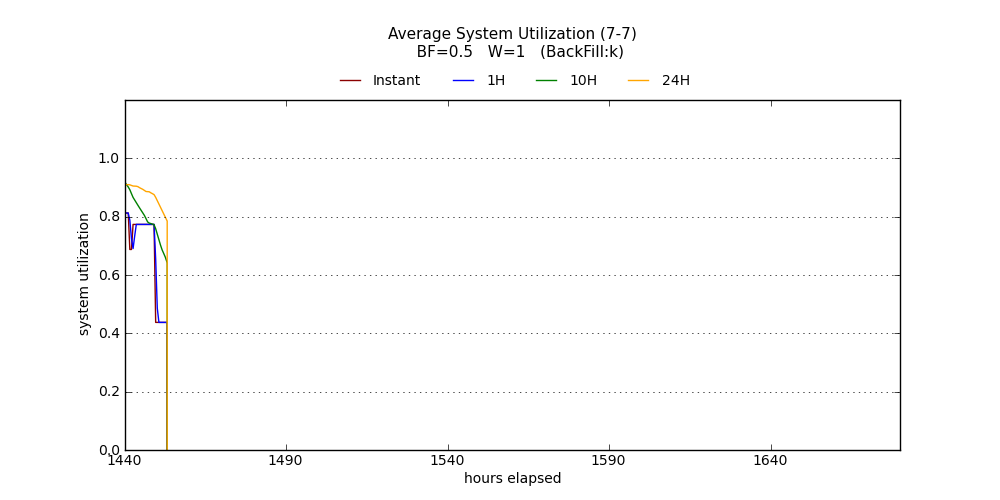 Average System Utilization (7-7)
BF=0.5 W=1 (BackFill:k)
Instant 1H 10H 24H
1.0
0.8
0.6
0.4
0.2
0.0
system utilization
1440 1490 1540 1590 1640
hours elapsed